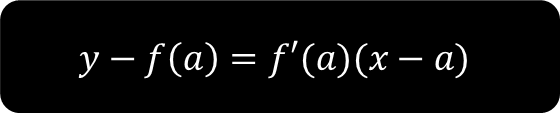 y − f(a) = f′(a)(x − a)